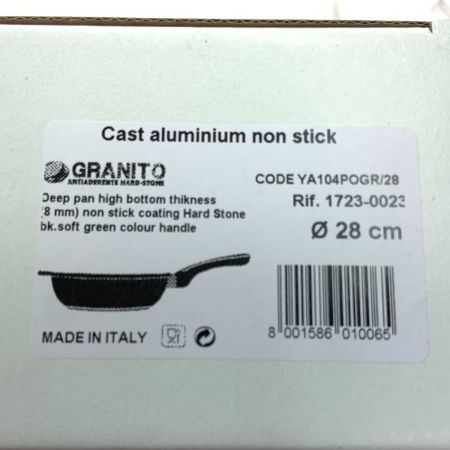 Cast aluminium non stick
GRANITO
ANTIADERENTE HARD-STONE
CODE YA104POGR/28
Deep pan high bottom thikness
(8 mm) non stick coating Hard Stone
bk.soft green colour handle
Rif. 1723-0023
Ø 28 cm
MADE IN ITALY
8 001586 010065